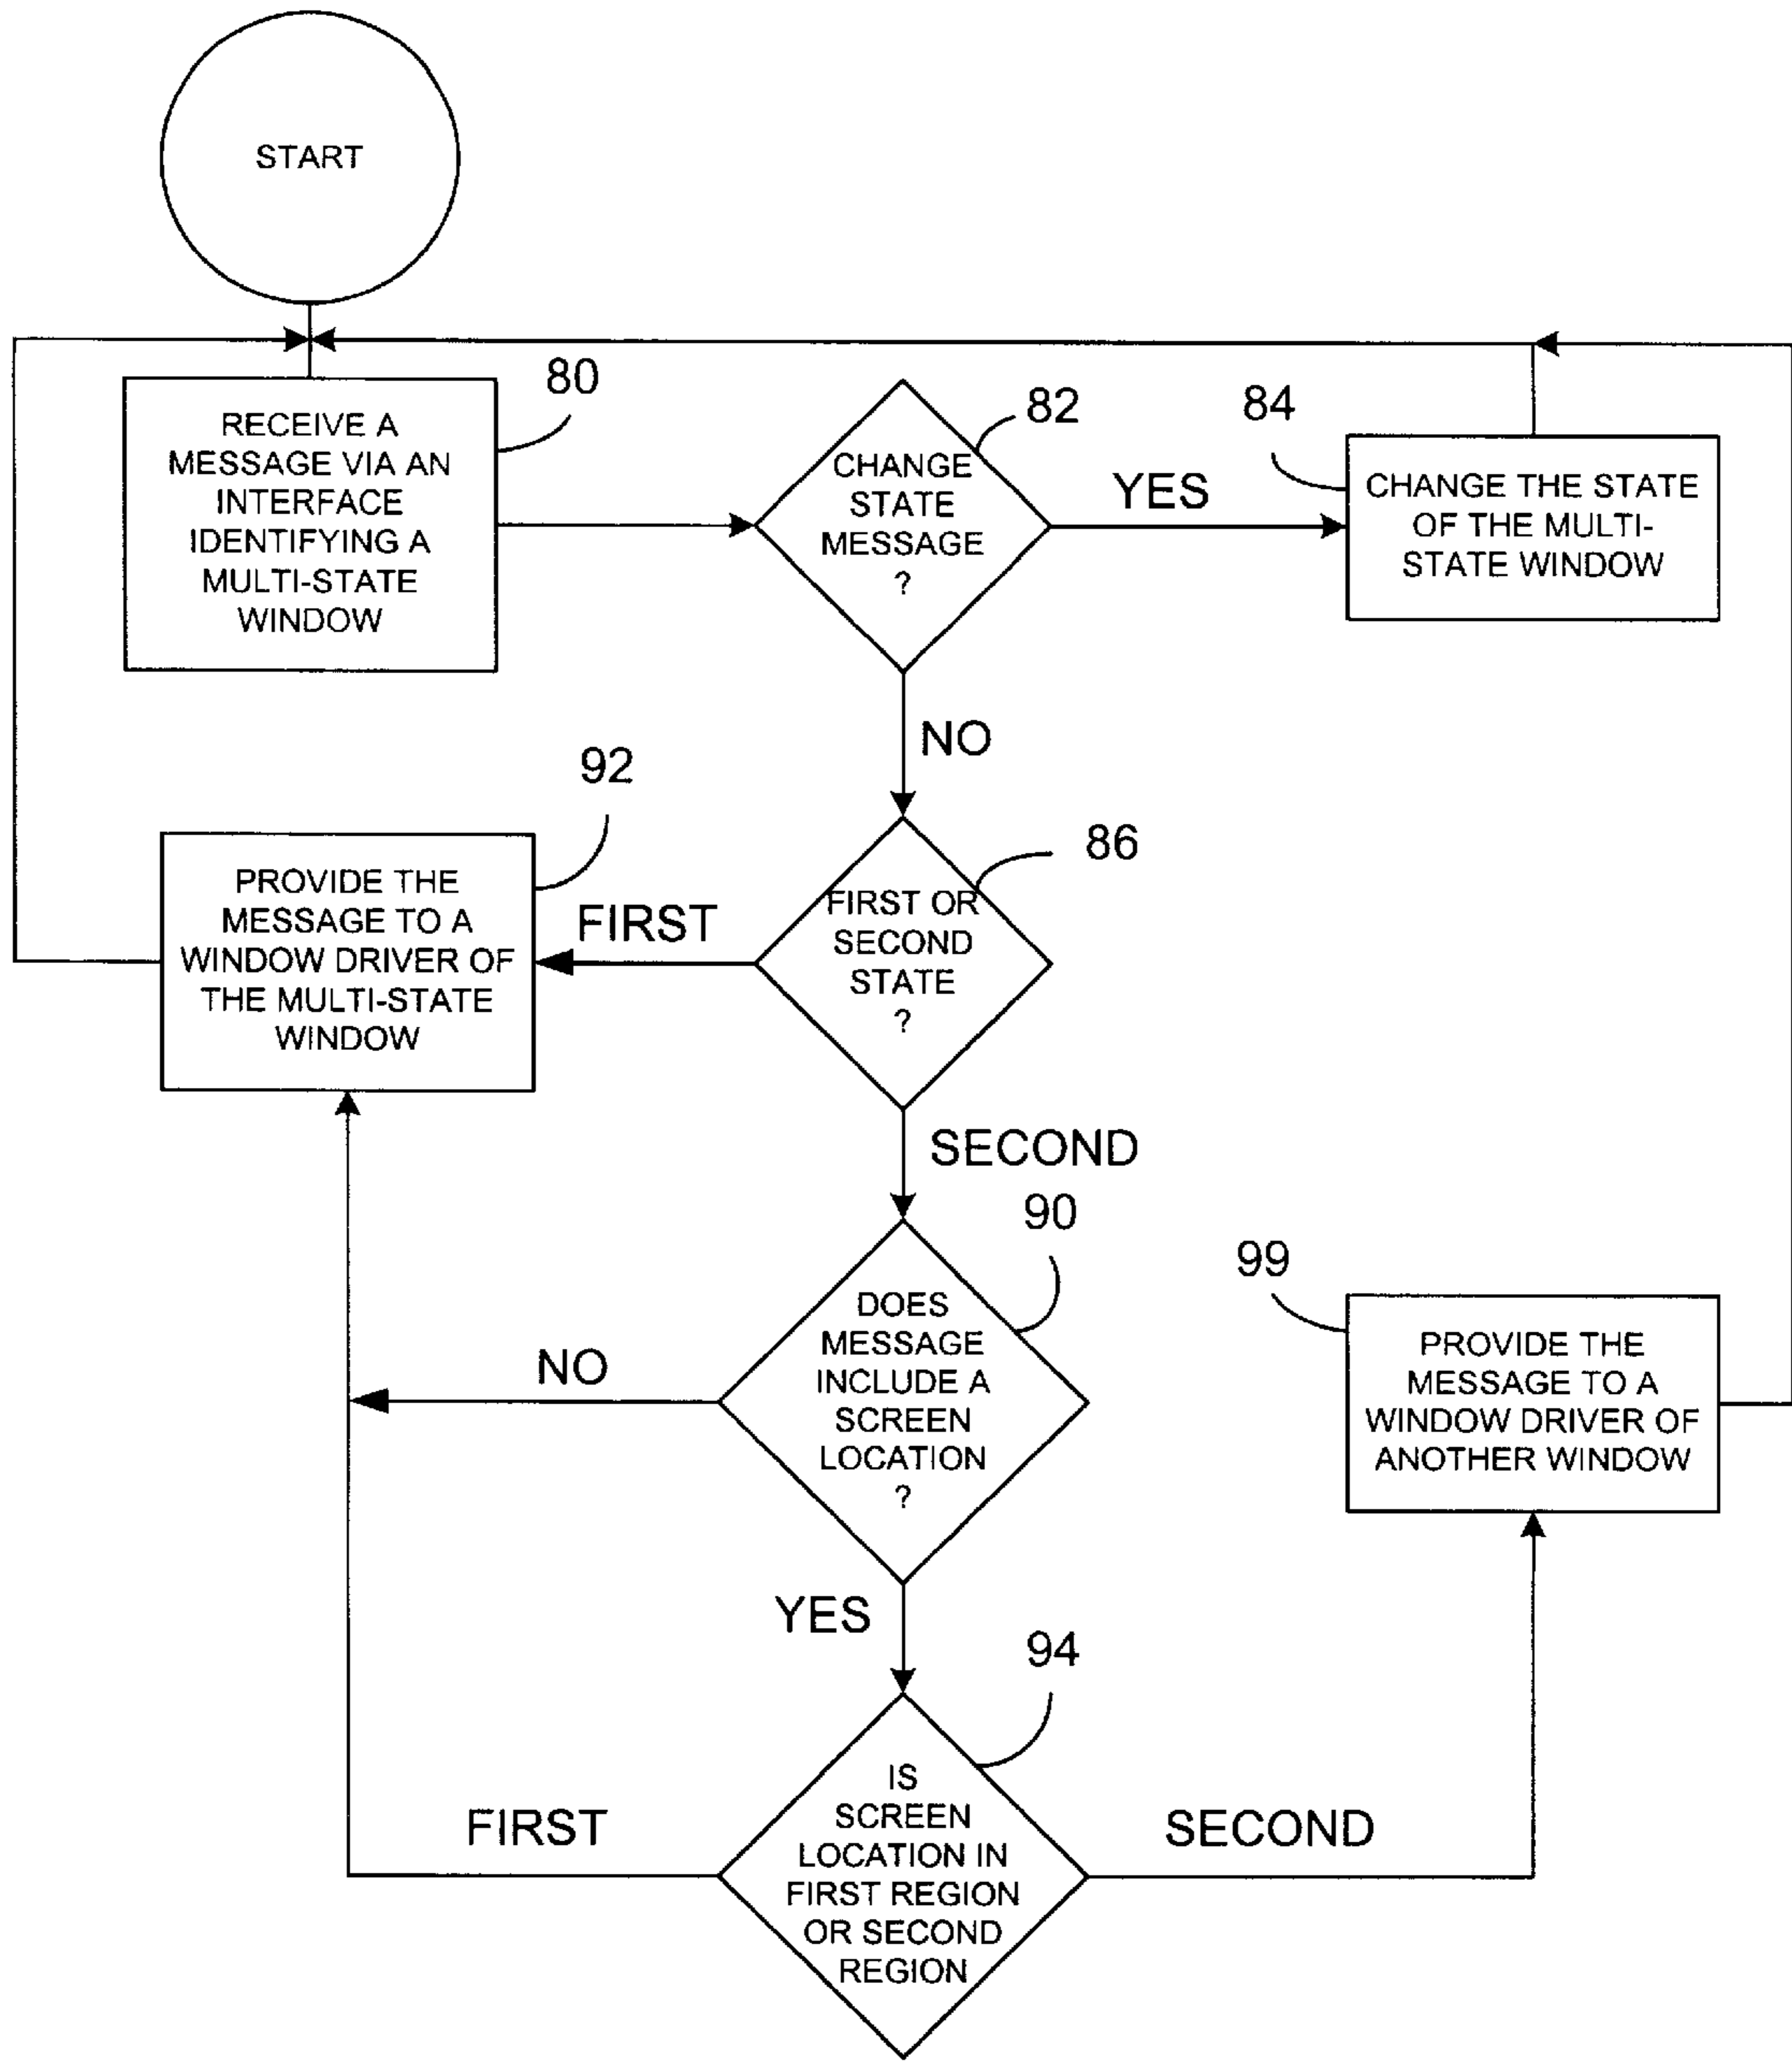 START
80
RECEIVE A
MESSAGE VIA AN
INTERFACE
IDENTIFYING A
MULTI-STATE
WINDOW
82
CHANGE
STATE
MESSAGE
?
YES
84
CHANGE THE STATE
OF THE MULTI-
STATE WINDOW
NO
92
PROVIDE THE
MESSAGE TO A
WINDOW DRIVER OF
THE MULTI-STATE
WINDOW
FIRST
86
FIRST OR
SECOND
STATE
?
SECOND
90
DOES
MESSAGE
INCLUDE A
SCREEN
LOCATION
?
NO
99
PROVIDE THE
MESSAGE TO A
WINDOW DRIVER OF
ANOTHER WINDOW
YES
94
IS
SCREEN
LOCATION IN
FIRST REGION
OR SECOND
REGION
FIRST
SECOND